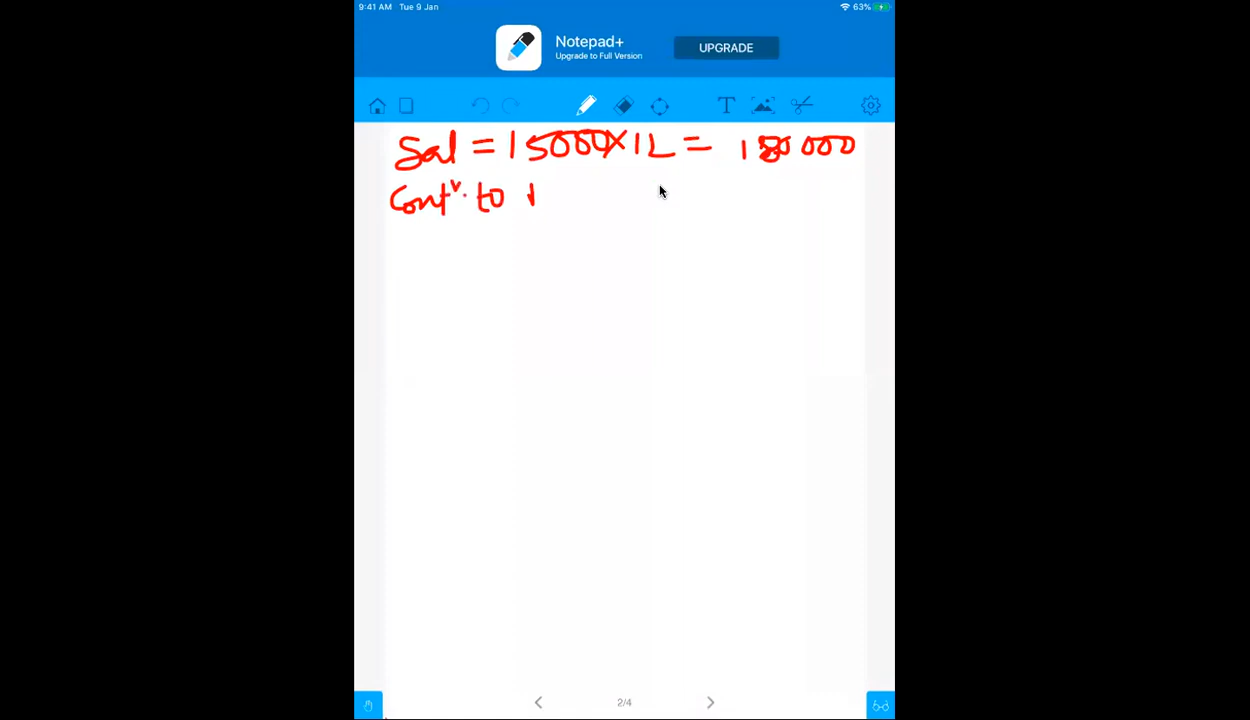 9:41 AM Tue 9 Jan 63%
Notepad+
Upgrade to Full Version
UPGRADE
T
Sal = 15000×12 = 180000
Contr. to
2/4